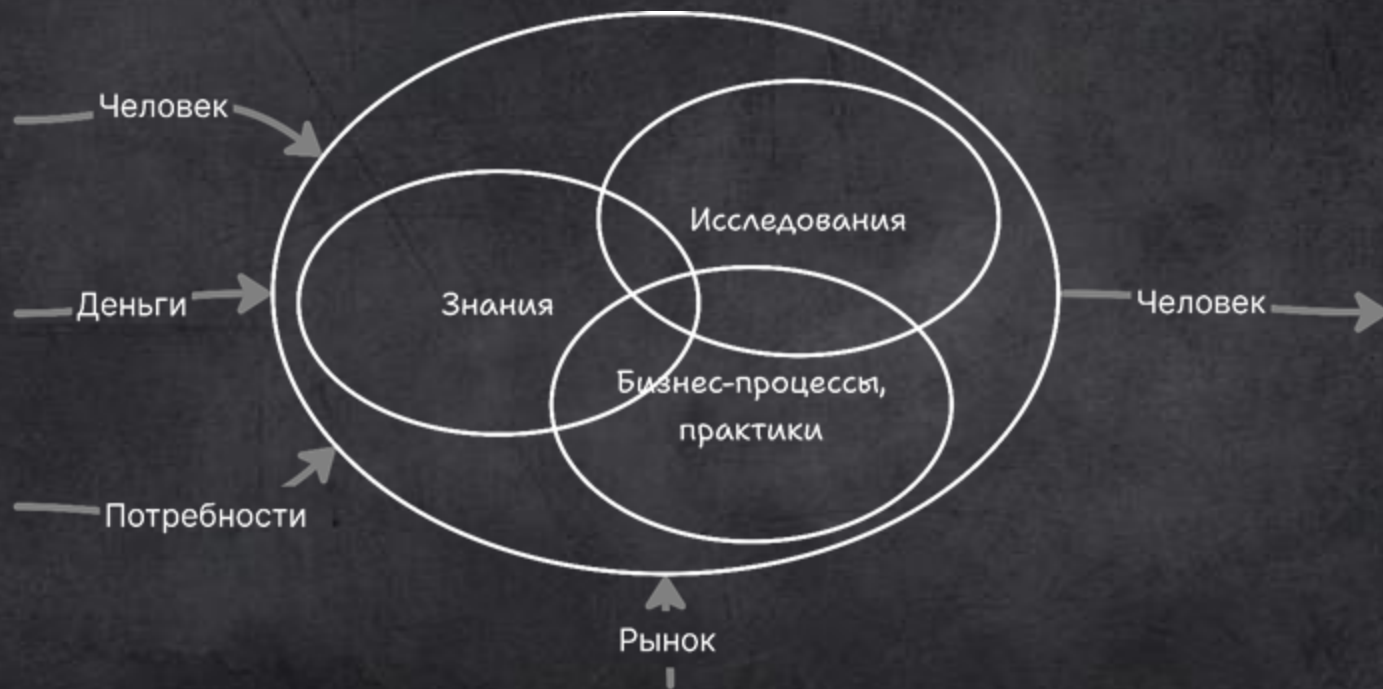 Человек
Исследования
Деньги
Знания
Человек
Бизнес-процессы,
практики
Потребности
Рынок